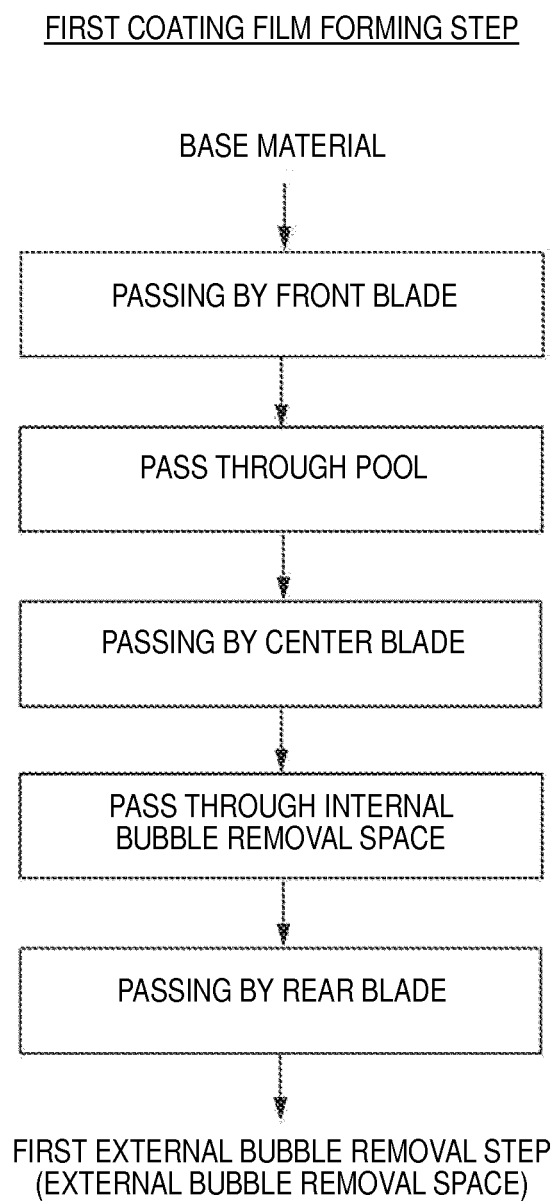 FIRST COATING FILM FORMING STEP
BASE MATERIAL
PASSING BY FRONT BLADE
PASS THROUGH POOL
PASSING BY CENTER BLADE
PASS THROUGH INTERNAL
BUBBLE REMOVAL SPACE
PASSING BY REAR BLADE
FIRST EXTERNAL BUBBLE REMOVAL STEP
(EXTERNAL BUBBLE REMOVAL SPACE)